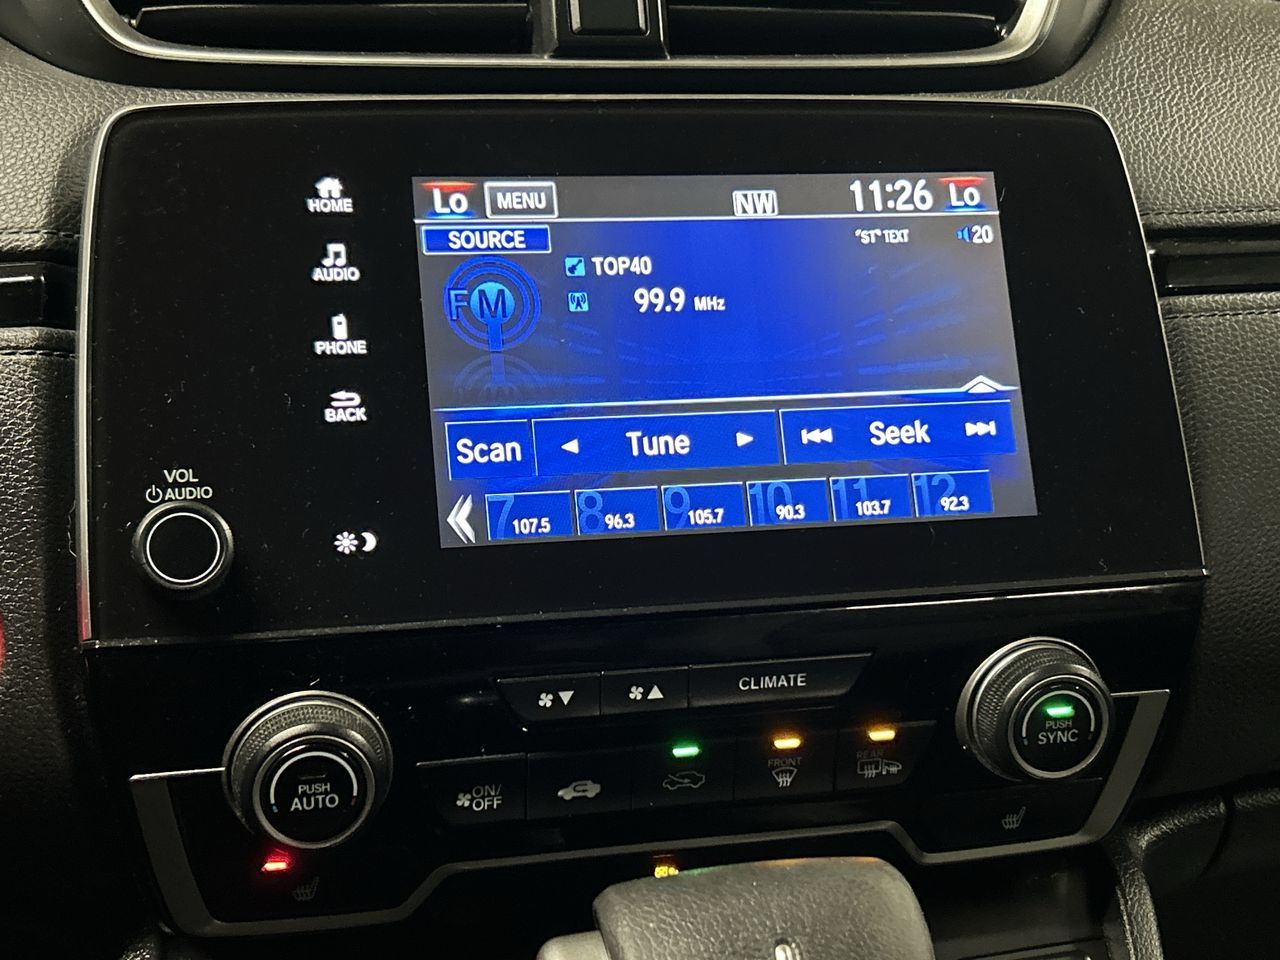 HOME
AUDIO
PHONE
BACK
VOL
AUDIO
Lo MENU NW 11:26 Lo
SOURCE "ST" TEXT 20
TOP40
FM 99.9 MHz
Scan Tune Seek
7 107.5 8 96.3 9 105.7 10 90.3 11 103.7 12 92.3
CLIMATE
PUSH
AUTO
ON/
OFF
FRONT
REAR
PUSH
SYNC